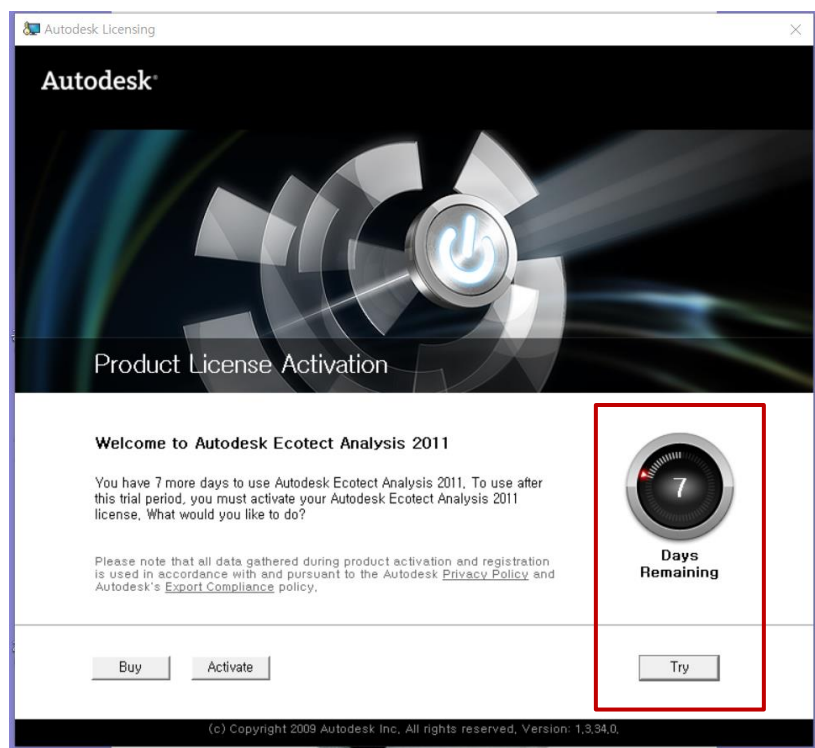 Autodesk Licensing
Autodesk®
Product License Activation
Welcome to Autodesk Ecotect Analysis 2011
You have 7 more days to use Autodesk Ecotect Analysis 2011, To use after
this trial period, you must activate your Autodesk Ecotect Analysis 2011
license, What would you like to do?
7
Days
Remaining
Please note that all data gathered during product activation and registration
is used in accordance with and pursuant to the Autodesk Privacy Policy and
Autodesk's Export Compliance policy,
Buy
Activate
Try
(c) Copyright 2009 Autodesk Inc, All rights reserved, Version: 1,3,34,0,